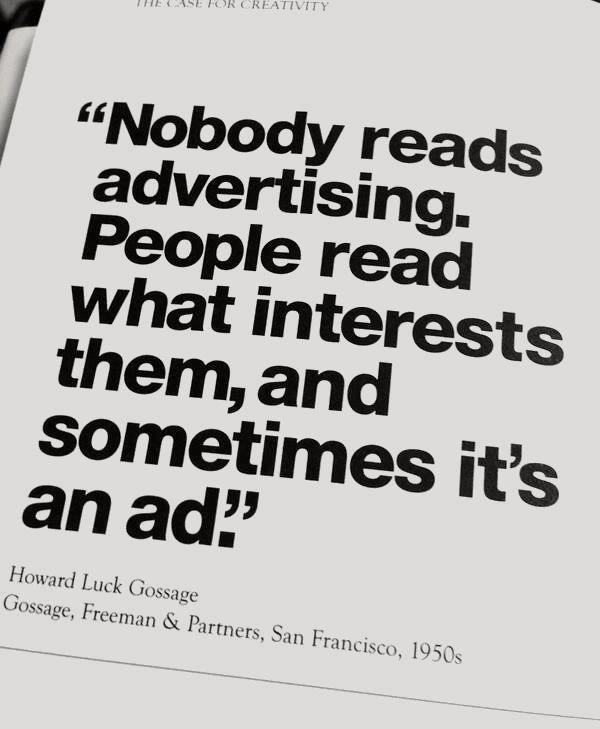 THE CASE FOR CREATIVITY
“Nobody reads
advertising.
People read
what interests
them, and
sometimes it’s
an ad.”
Howard Luck Gossage
Gossage, Freeman & Partners, San Francisco, 1950s